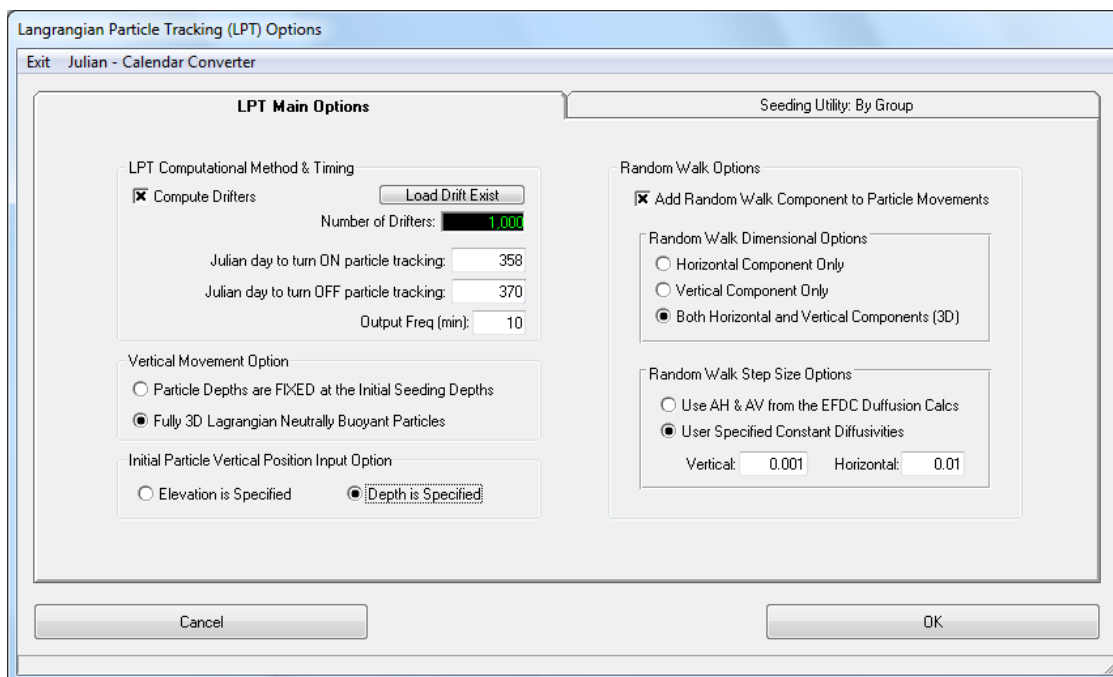 Langrangian Particle Tracking (LPT) Options
Exit Julian - Calendar Converter
LPT Main Options
Seeding Utility: By Group
LPT Computational Method & Timing
Compute Drifters
Load Drift Exist
Number of Drifters: 1,000
Julian day to turn ON particle tracking: 358
Julian day to turn OFF particle tracking: 370
Output Freq (min): 10
Vertical Movement Option
Particle Depths are FIXED at the Initial Seeding Depths
Fully 3D Lagrangian Neutrally Buoyant Particles
Initial Particle Vertical Position Input Option
Elevation is Specified Depth is Specified
Random Walk Options
Add Random Walk Component to Particle Movements
Random Walk Dimensional Options
Horizontal Component Only
Vertical Component Only
Both Horizontal and Vertical Components (3D)
Random Walk Step Size Options
Use AH & AV from the EFDC Duffusion Calcs
User Specified Constant Diffusivities
Vertical: 0.001 Horizontal: 0.01
Cancel
OK